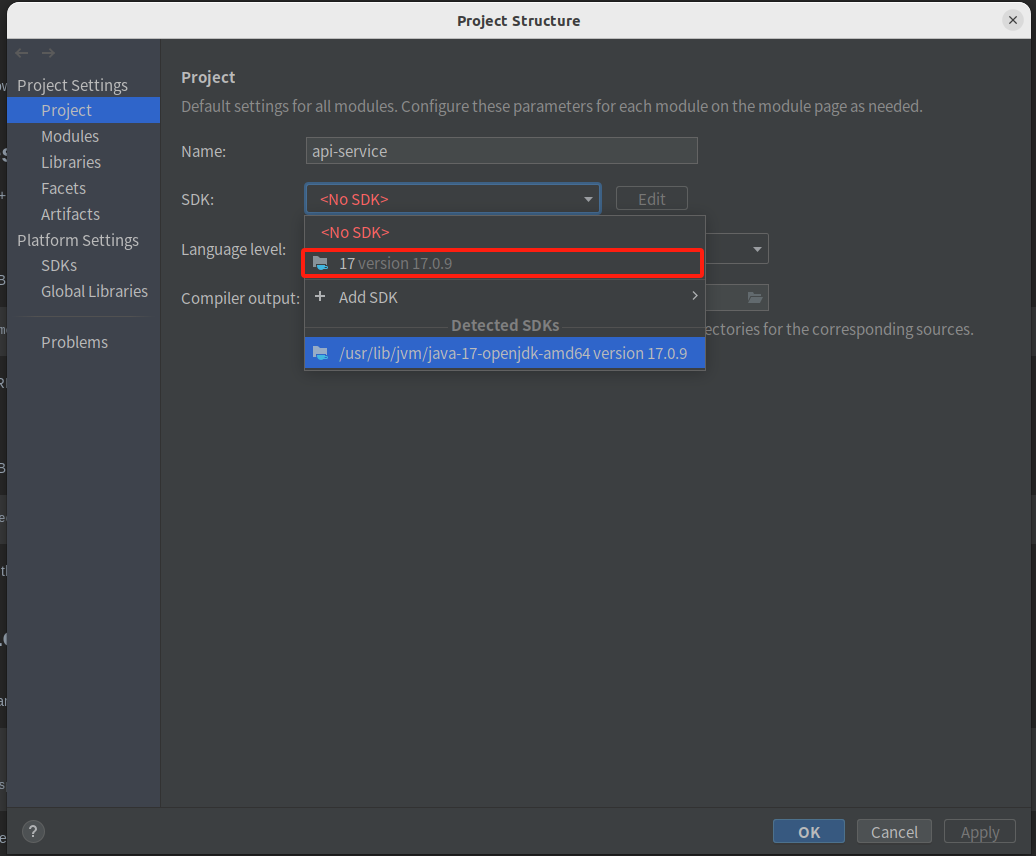 Project Structure
Project Settings
Project
Modules
Libraries
Facets
Artifacts
Platform Settings
SDKs
Global Libraries
Problems
Project
Default settings for all modules. Configure these parameters for each module on the module page as needed.
Name: api-service
SDK: <No SDK> Edit
<No SDK>
Language level:
17 version 17.0.9
Compiler output:
+ Add SDK
Detected SDKs
ectories for the corresponding sources.
/usr/lib/jvm/java-17-openjdk-amd64 version 17.0.9
? OK Cancel Apply